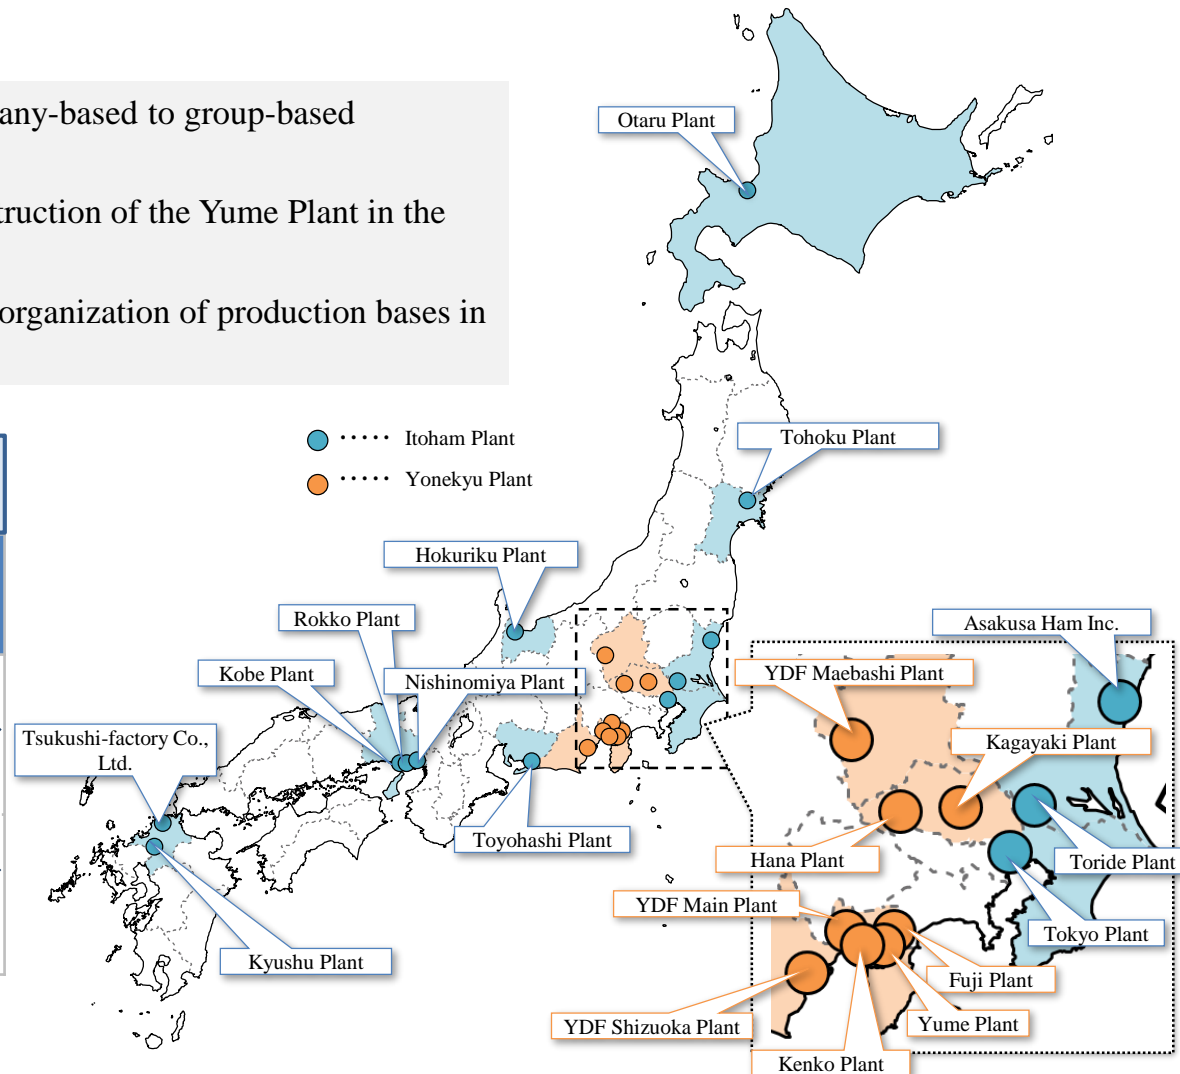 any-based to group-based
truction of the Yume Plant in the
organization of production bases in
Otaru Plant
····· Itoham Plant
····· Yonekyu Plant
Tohoku Plant
Hokuriku Plant
Rokko Plant
Kobe Plant
Nishinomiya Plant
Tsukushi-factory Co.,
Ltd.
Toyohashi Plant
Kyushu Plant
Asakusa Ham Inc.
YDF Maebashi Plant
Kagayaki Plant
Hana Plant
Toride Plant
YDF Main Plant
Tokyo Plant
Fuji Plant
YDF Shizuoka Plant
Yume Plant
Kenko Plant